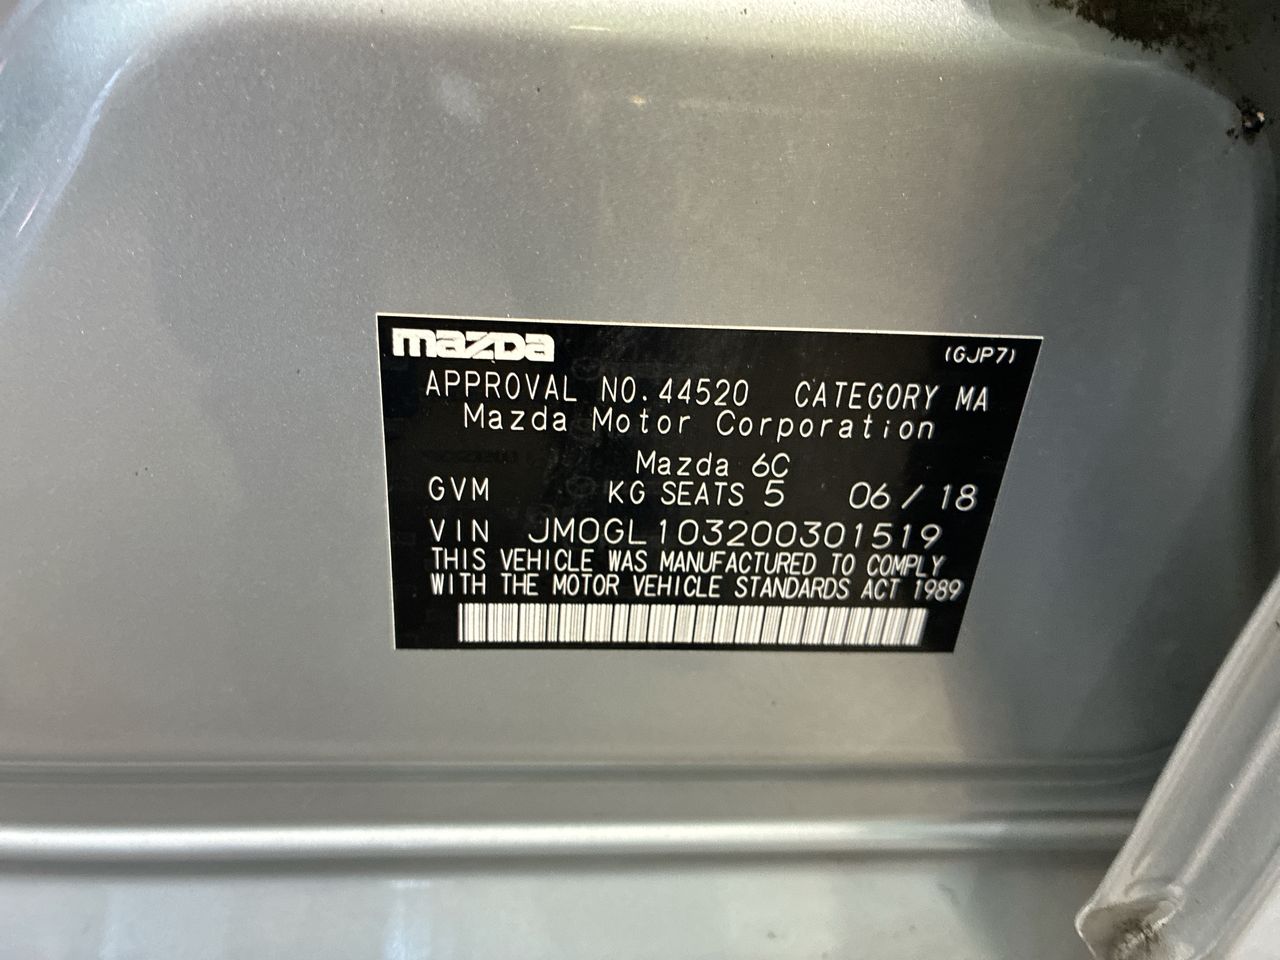 mazda (GJP7)
APPROVAL NO. 44520 CATEGORY MA
Mazda Motor Corporation
Mazda 6C
GVM KG SEATS 5 06 / 18
VIN JM0GL103200301519
THIS VEHICLE WAS MANUFACTURED TO COMPLY
WITH THE MOTOR VEHICLE STANDARDS ACT 1989